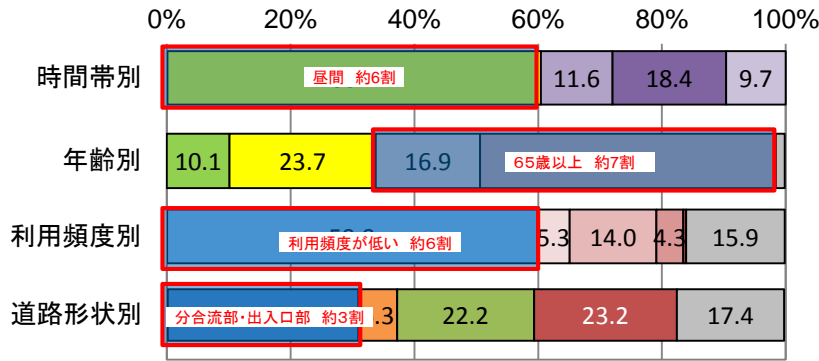 0% 20% 40% 60% 80% 100%
時間帯別 昼間 約6割 11.6 18.4 9.7
年齢別 10.1 23.7 16.9 65歳以上 約7割
利用頻度別 利用頻度が低い 約6割 5.3 14.0 4.3 15.9
道路形状別 分合流部・出入口部 約3割 .3 22.2 23.2 17.4